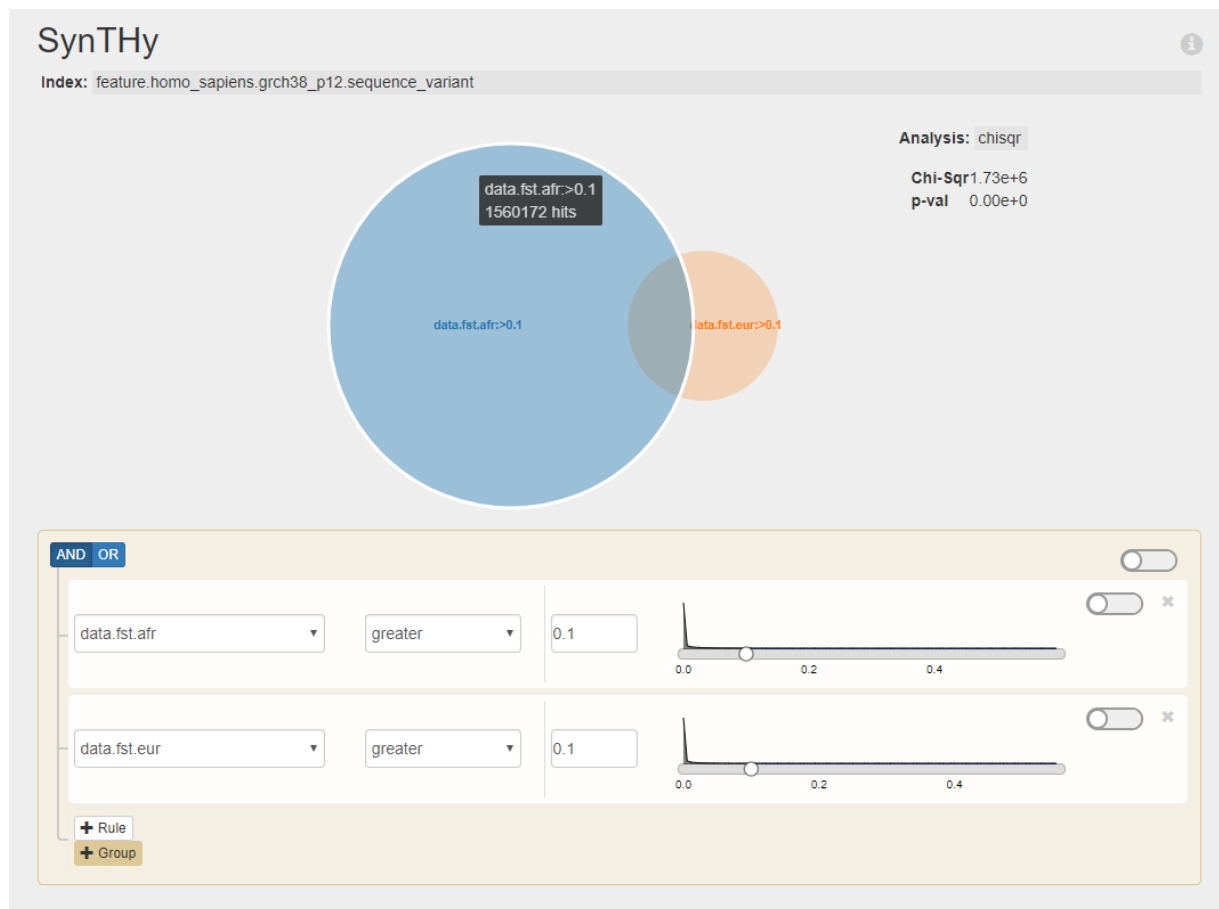 SynTHy
Index: feature.homo_sapiens.grch38_p12.sequence_variant
Analysis: chisqr
Chi-Sqr1.73e+6
p-val 0.00e+0
data.fst.afr:>0.1
1560172 hits
data.fst.afr:>0.1
data.fst.eur:>0.1
AND OR
data.fst.afr greater 0.1
0.0 0.2 0.4
data.fst.eur greater 0.1
0.0 0.2 0.4
Rule
Group